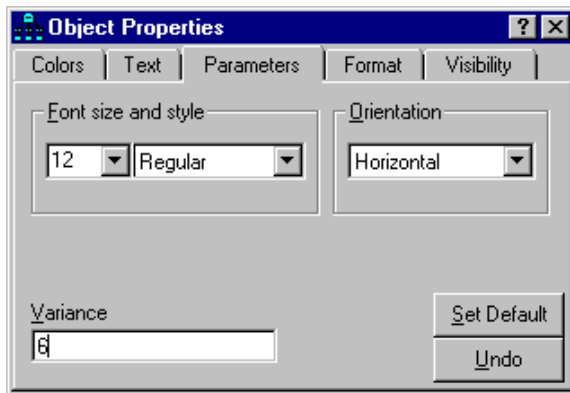 Object Properties
Colors Text Parameters Format Visibility
Font size and style
Orientation
12 Regular
Horizontal
Variance
6
Set Default
Undo